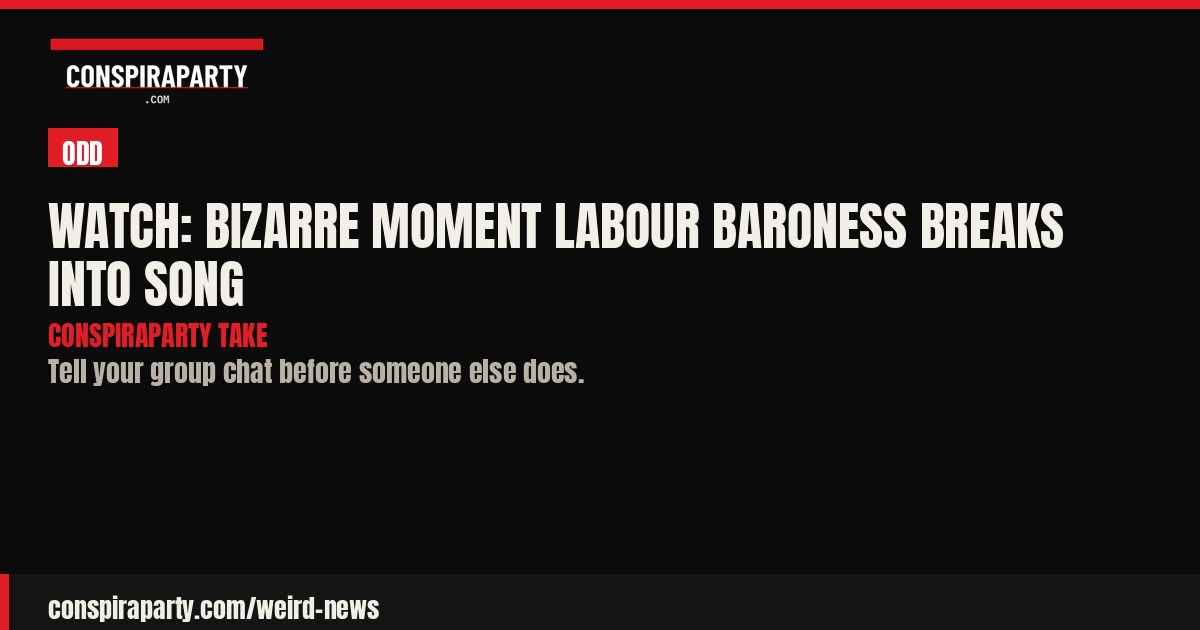 CONSPIRAPARTY
.COM
ODD
WATCH: BIZARRE MOMENT LABOUR BARONESS BREAKS
INTO SONG
CONSPIRAPARTY TAKE
Tell your group chat before someone else does.
conspiraparty.com/weird-news